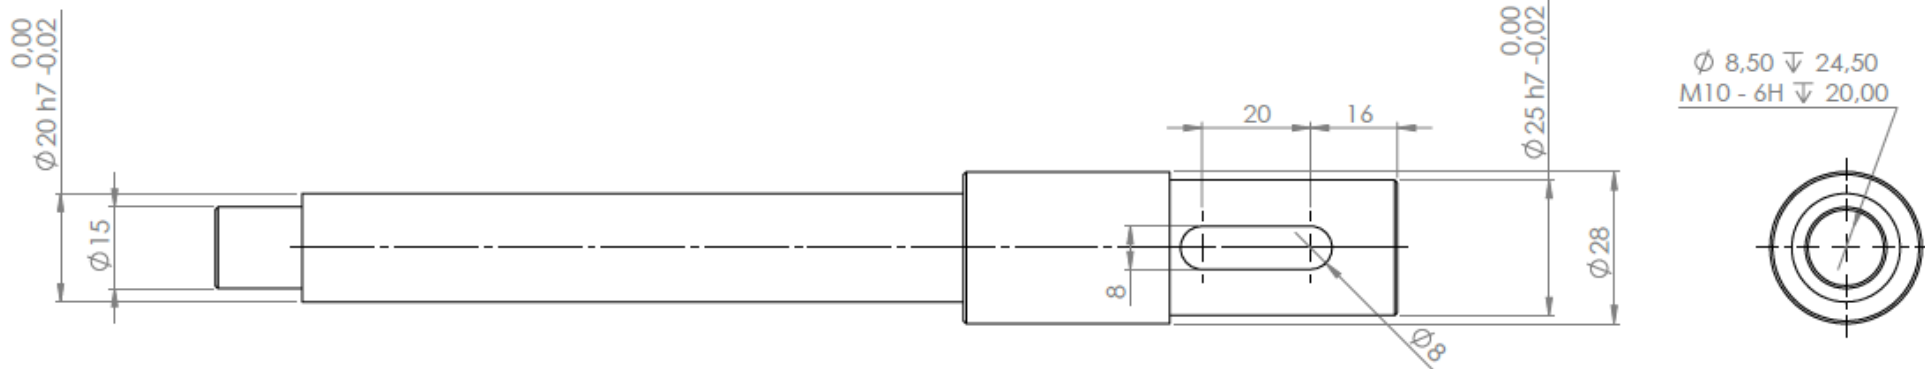 0,00
Ø20 h7 -0,02
Ø15
20
16
8
Ø8
0,00
Ø25 h7 -0,02
Ø28
Ø 8,50 ↧ 24,50
M10 - 6H ↧ 20,00